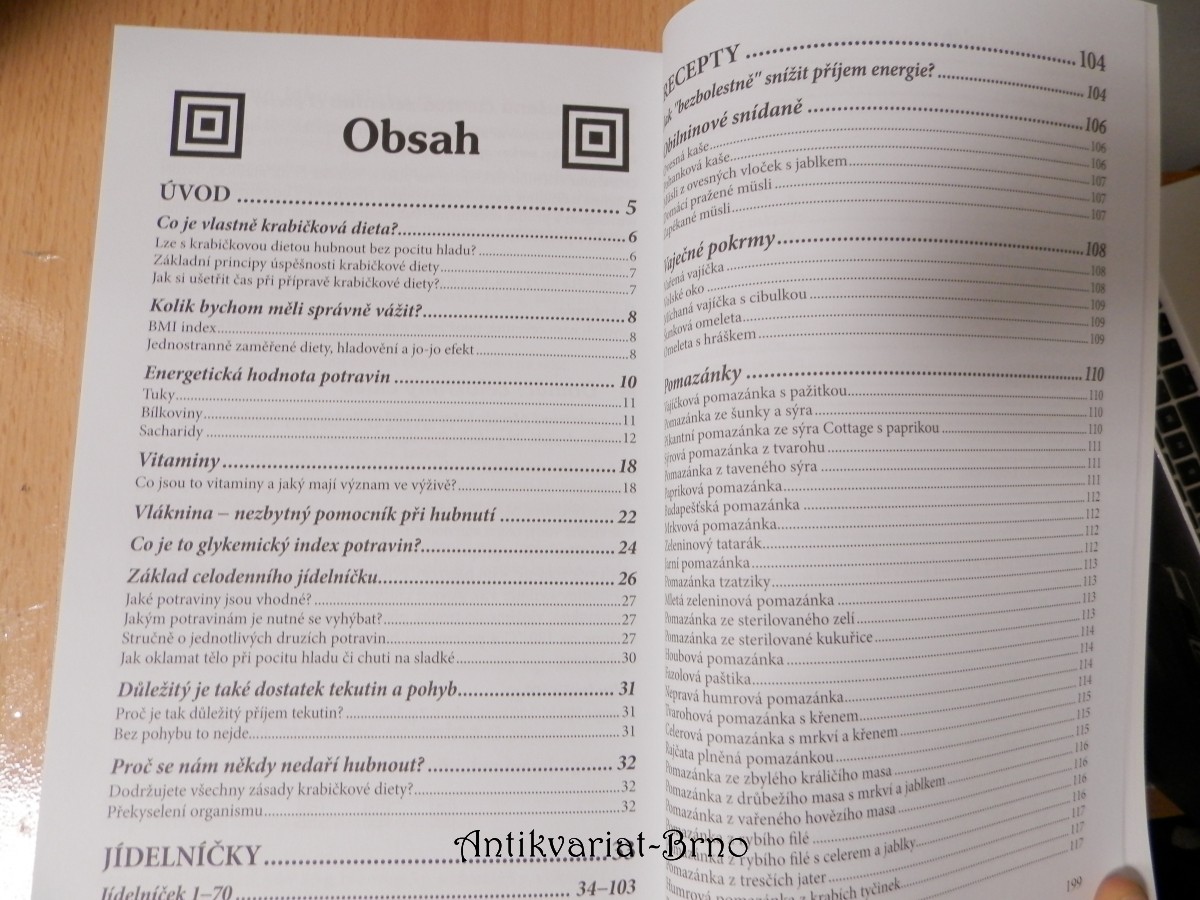 Obsah
ÚVOD 5
Co je vlastně krabičková dieta? 6
Lze s krabičkovou dietou hubnout bez pocitu hladu? 6
Základní principy úspěšnosti krabičkové diety 7
Jak si ušetřit čas při přípravě krabičkové diety? 7
Kolik bychom měli správně vážit? 8
BMI index 8
Jednostranně zaměřené diety, hladovění a jo-jo efekt 8
Energetická hodnota potravin 10
Tuky 11
Bílkoviny 11
Sacharidy 12
Vitaminy 18
Co jsou to vitaminy a jaký mají význam ve výživě? 18
Vláknina – nezbytný pomocník při hubnutí 22
Co je to glykemický index potravin? 24
Základ celodenního jídelníčku 26
Jaké potraviny jsou vhodné? 27
Jakým potravinám je nutné se vyhýbat? 27
Stručně o jednotlivých druzích potravin 27
Jak oklamat tělo při pocitu hladu či chuti na sladké 30
Důležitý je také dostatek tekutin a pohyb 31
Proč je tak důležitý příjem tekutin? 31
Bez pohybu to nejde 31
Proč se nám někdy nedaří hubnout? 32
Dodržujete všechny zásady krabičkové diety? 32
Překyselení organismu 32
JÍDELNÍČKY
Jídelníček 1–70 34–103
RECEPTY 104
"bezbolestně" snížit příjem energie? 104
Obilninové snídaně 106
kaše 106
kaše 106
z ovesných vloček s jablkem 107
pražené müsli 107
müsli 107
Vaječné pokrmy 108
vajíčka 108
oko 108
vajíčka s cibulkou 109
omeleta 109
Omeleta s hráškem 109
Pomazánky 110
pomazánka s pažitkou 110
Pomazánka ze šunky a sýra 110
Pikantní pomazánka ze sýra Cottage s paprikou 110
Sýrová pomazánka z tvarohu 111
Pomazánka z taveného sýra 111
Papriková pomazánka 111
Budapešťská pomazánka 112
Mrkvová pomazánka 112
Zeleninový tatarák 112
pomazánka 112
Pomazánka tzatziky 113
Mletá zeleninová pomazánka 113
Pomazánka ze sterilovaného zelí 113
Pomazánka ze sterilované kukuřice 113
Houbová pomazánka 114
Fazolová paštika 114
Nepravá humrová pomazánka 114
Tvarohová pomazánka s křenem 115
Celerová pomazánka s mrkví a křenem 115
Rajčata plněná pomazánkou 115
Pomazánka ze zbylého králičího masa 116
Pomazánka z drůbežího masa s mrkví a jablkem 116
Pomazánka z vařeného hovězího masa 116
Pomazánka z rybího filé 117
Pomazánka z rybího filé s celerem a jablky 117
Pomazánka z tresčích jater 117
Humrová pomazánka z krabích tyčinek
199
Antikvariat-Brno